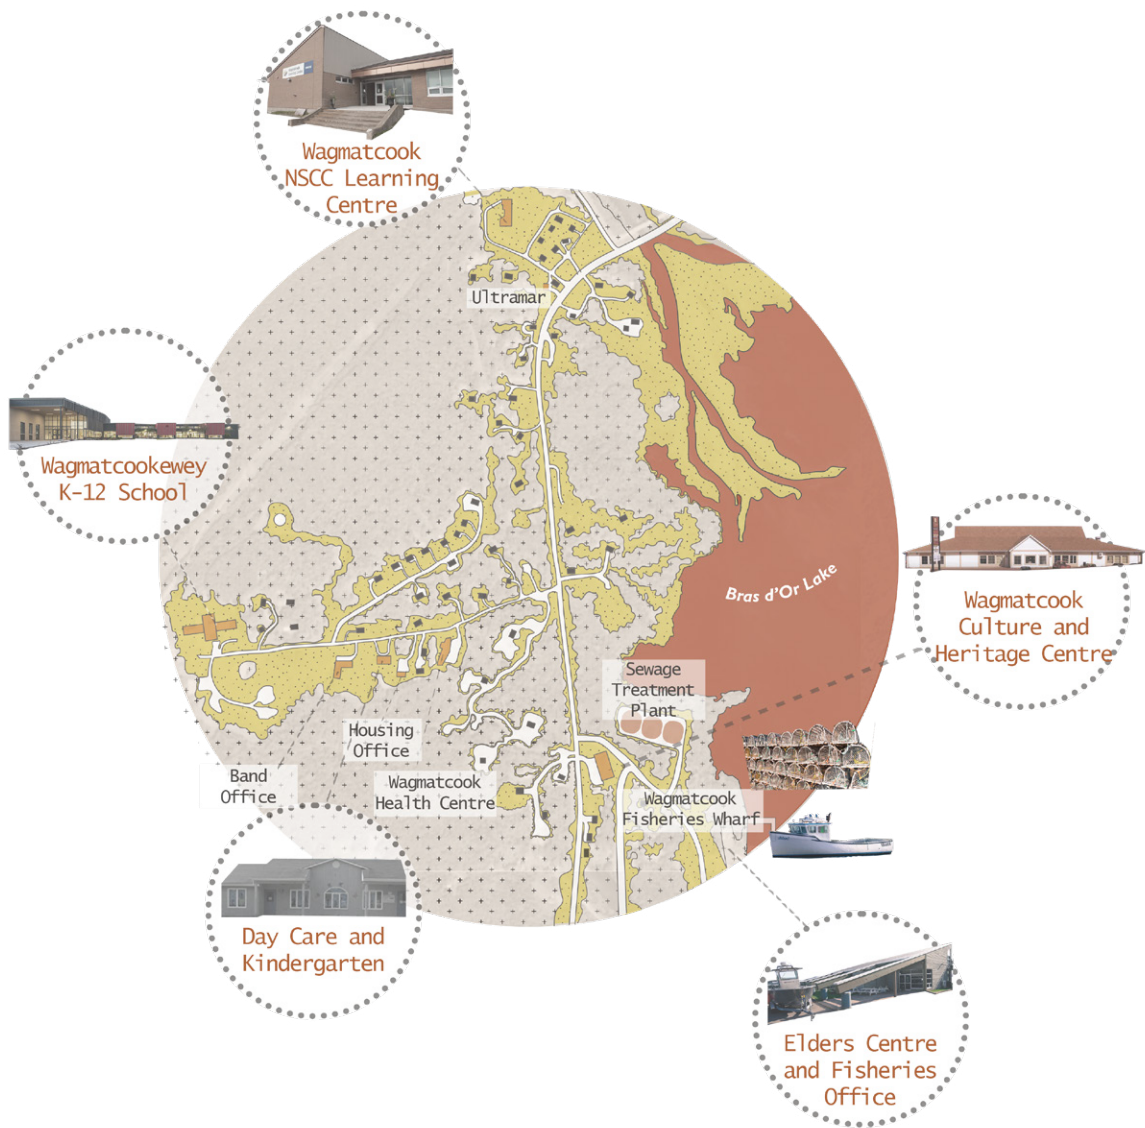 Wagmatcook
NSCC Learning
Centre
Ultramar
Wagmatcookewey
K-12 School
Bras d'Or Lake
Wagmatcook
Culture and
Heritage Centre
Sewage
Treatment
Plant
Housing
Office
Band
Office
Wagmatcook
Health Centre
Wagmatcook
Fisheries Wharf
Day Care and
Kindergarten
Elders Centre
and Fisheries
Office